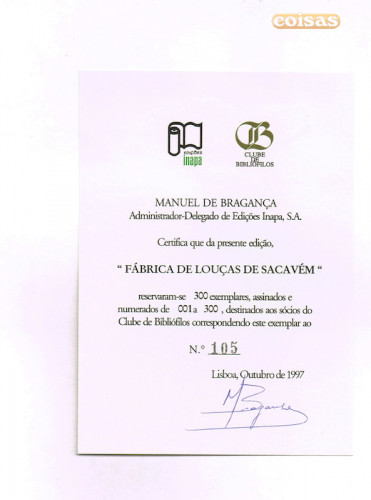 coisas
edições
inapa
B
CLUBE
DE
BIBLIÓFILOS
MANUEL DE BRAGANÇA
Administrador-Delegado de Edições Inapa, S.A.
Certifica que da presente edição,
“ FÁBRICA DE LOUÇAS DE SACAVÉM “
reservaram-se 300 exemplares, assinados e
numerados de 001 a 300 , destinados aos sócios do
Clube de Bibliófilos correspondendo este exemplar ao
N.º 105
Lisboa, Outubro de 1997
M Bragança